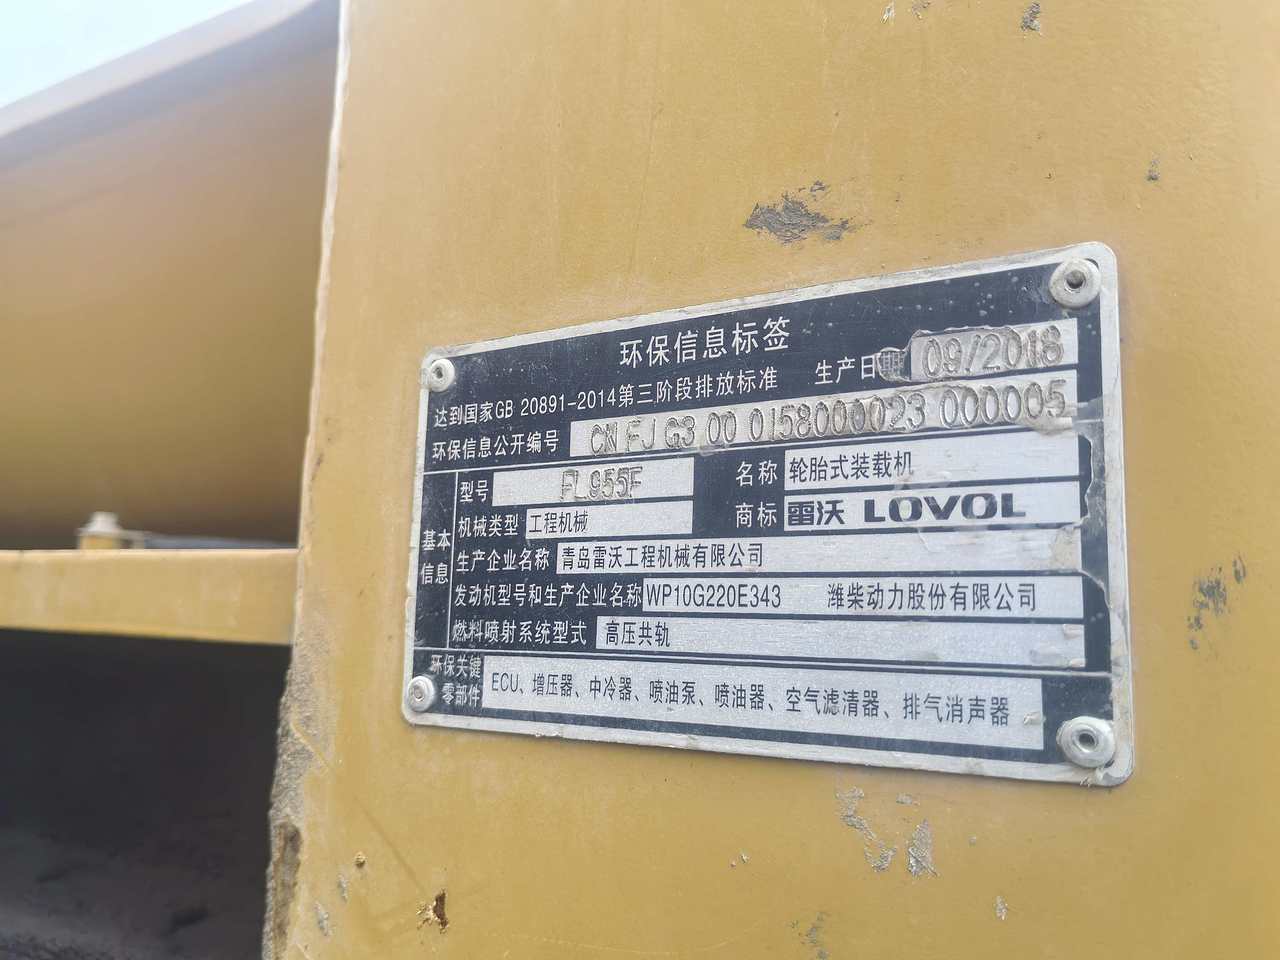 环保信息标签
达到国家GB 20891-2014第三阶段排放标准 生产日期 09/2018
环保信息公开编号 CN FJ G3 00 0158000023 000005
基本信息
型号 FL955F 名称 轮胎式装载机
机械类型 工程机械 商标 雷沃 LOVOL
生产企业名称 青岛雷沃工程机械有限公司
发动机型号和生产企业名称 WP10G220E343 潍柴动力股份有限公司
燃料喷射系统型式 高压共轨
环保关键零部件 ECU、增压器、中冷器、喷油泵、喷油器、空气滤清器、排气消声器